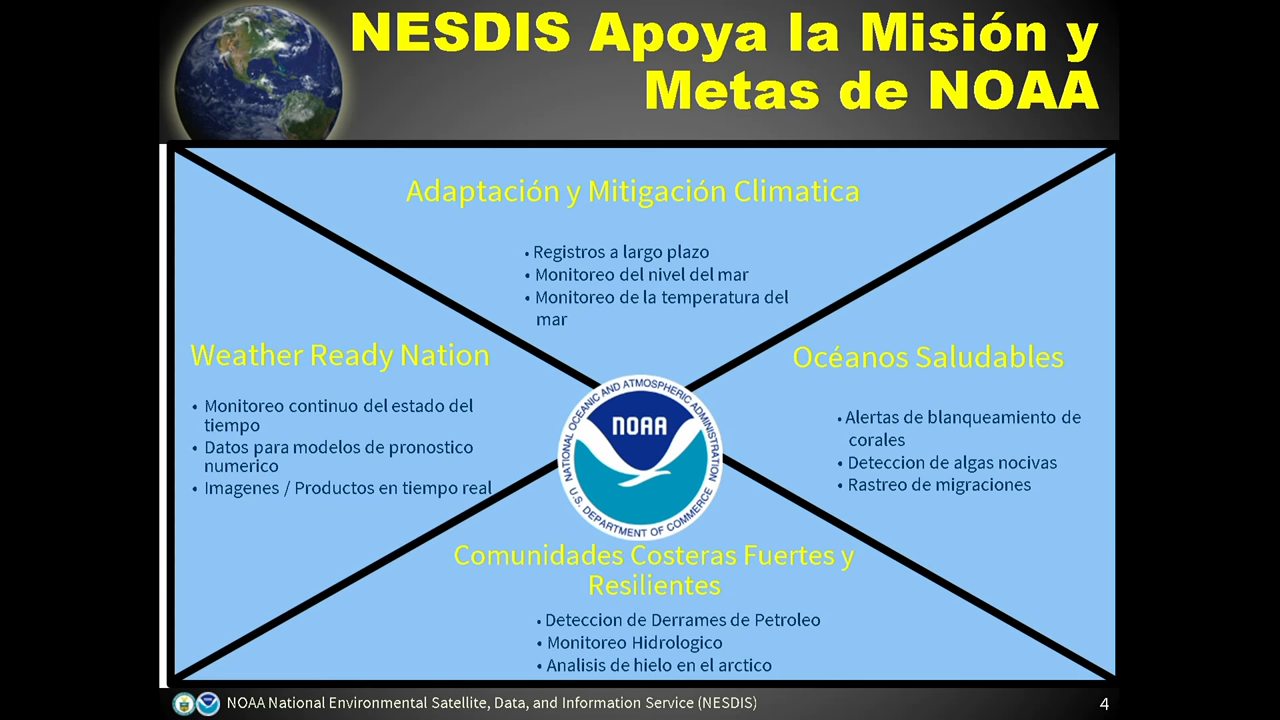 NESDIS Apoya la Misión y
Metas de NOAA
Adaptación y Mitigación Climatica
• Registros a largo plazo
• Monitoreo del nivel del mar
• Monitoreo de la temperatura del
mar
Weather Ready Nation
• Monitoreo continuo del estado del
tiempo
• Datos para modelos de pronostico
numerico
• Imagenes / Productos en tiempo real
Océanos Saludables
• Alertas de blanqueamiento de
corales
• Deteccion de algas nocivas
• Rastreo de migraciones
NATIONAL OCEANIC AND ATMOSPHERIC ADMINISTRATION
NOAA
U.S. DEPARTMENT OF COMMERCE
Comunidades Costeras Fuertes y
Resilientes
• Deteccion de Derrames de Petroleo
• Monitoreo Hidrologico
• Analisis de hielo en el arctico
NOAA National Environmental Satellite, Data, and Information Service (NESDIS)
4